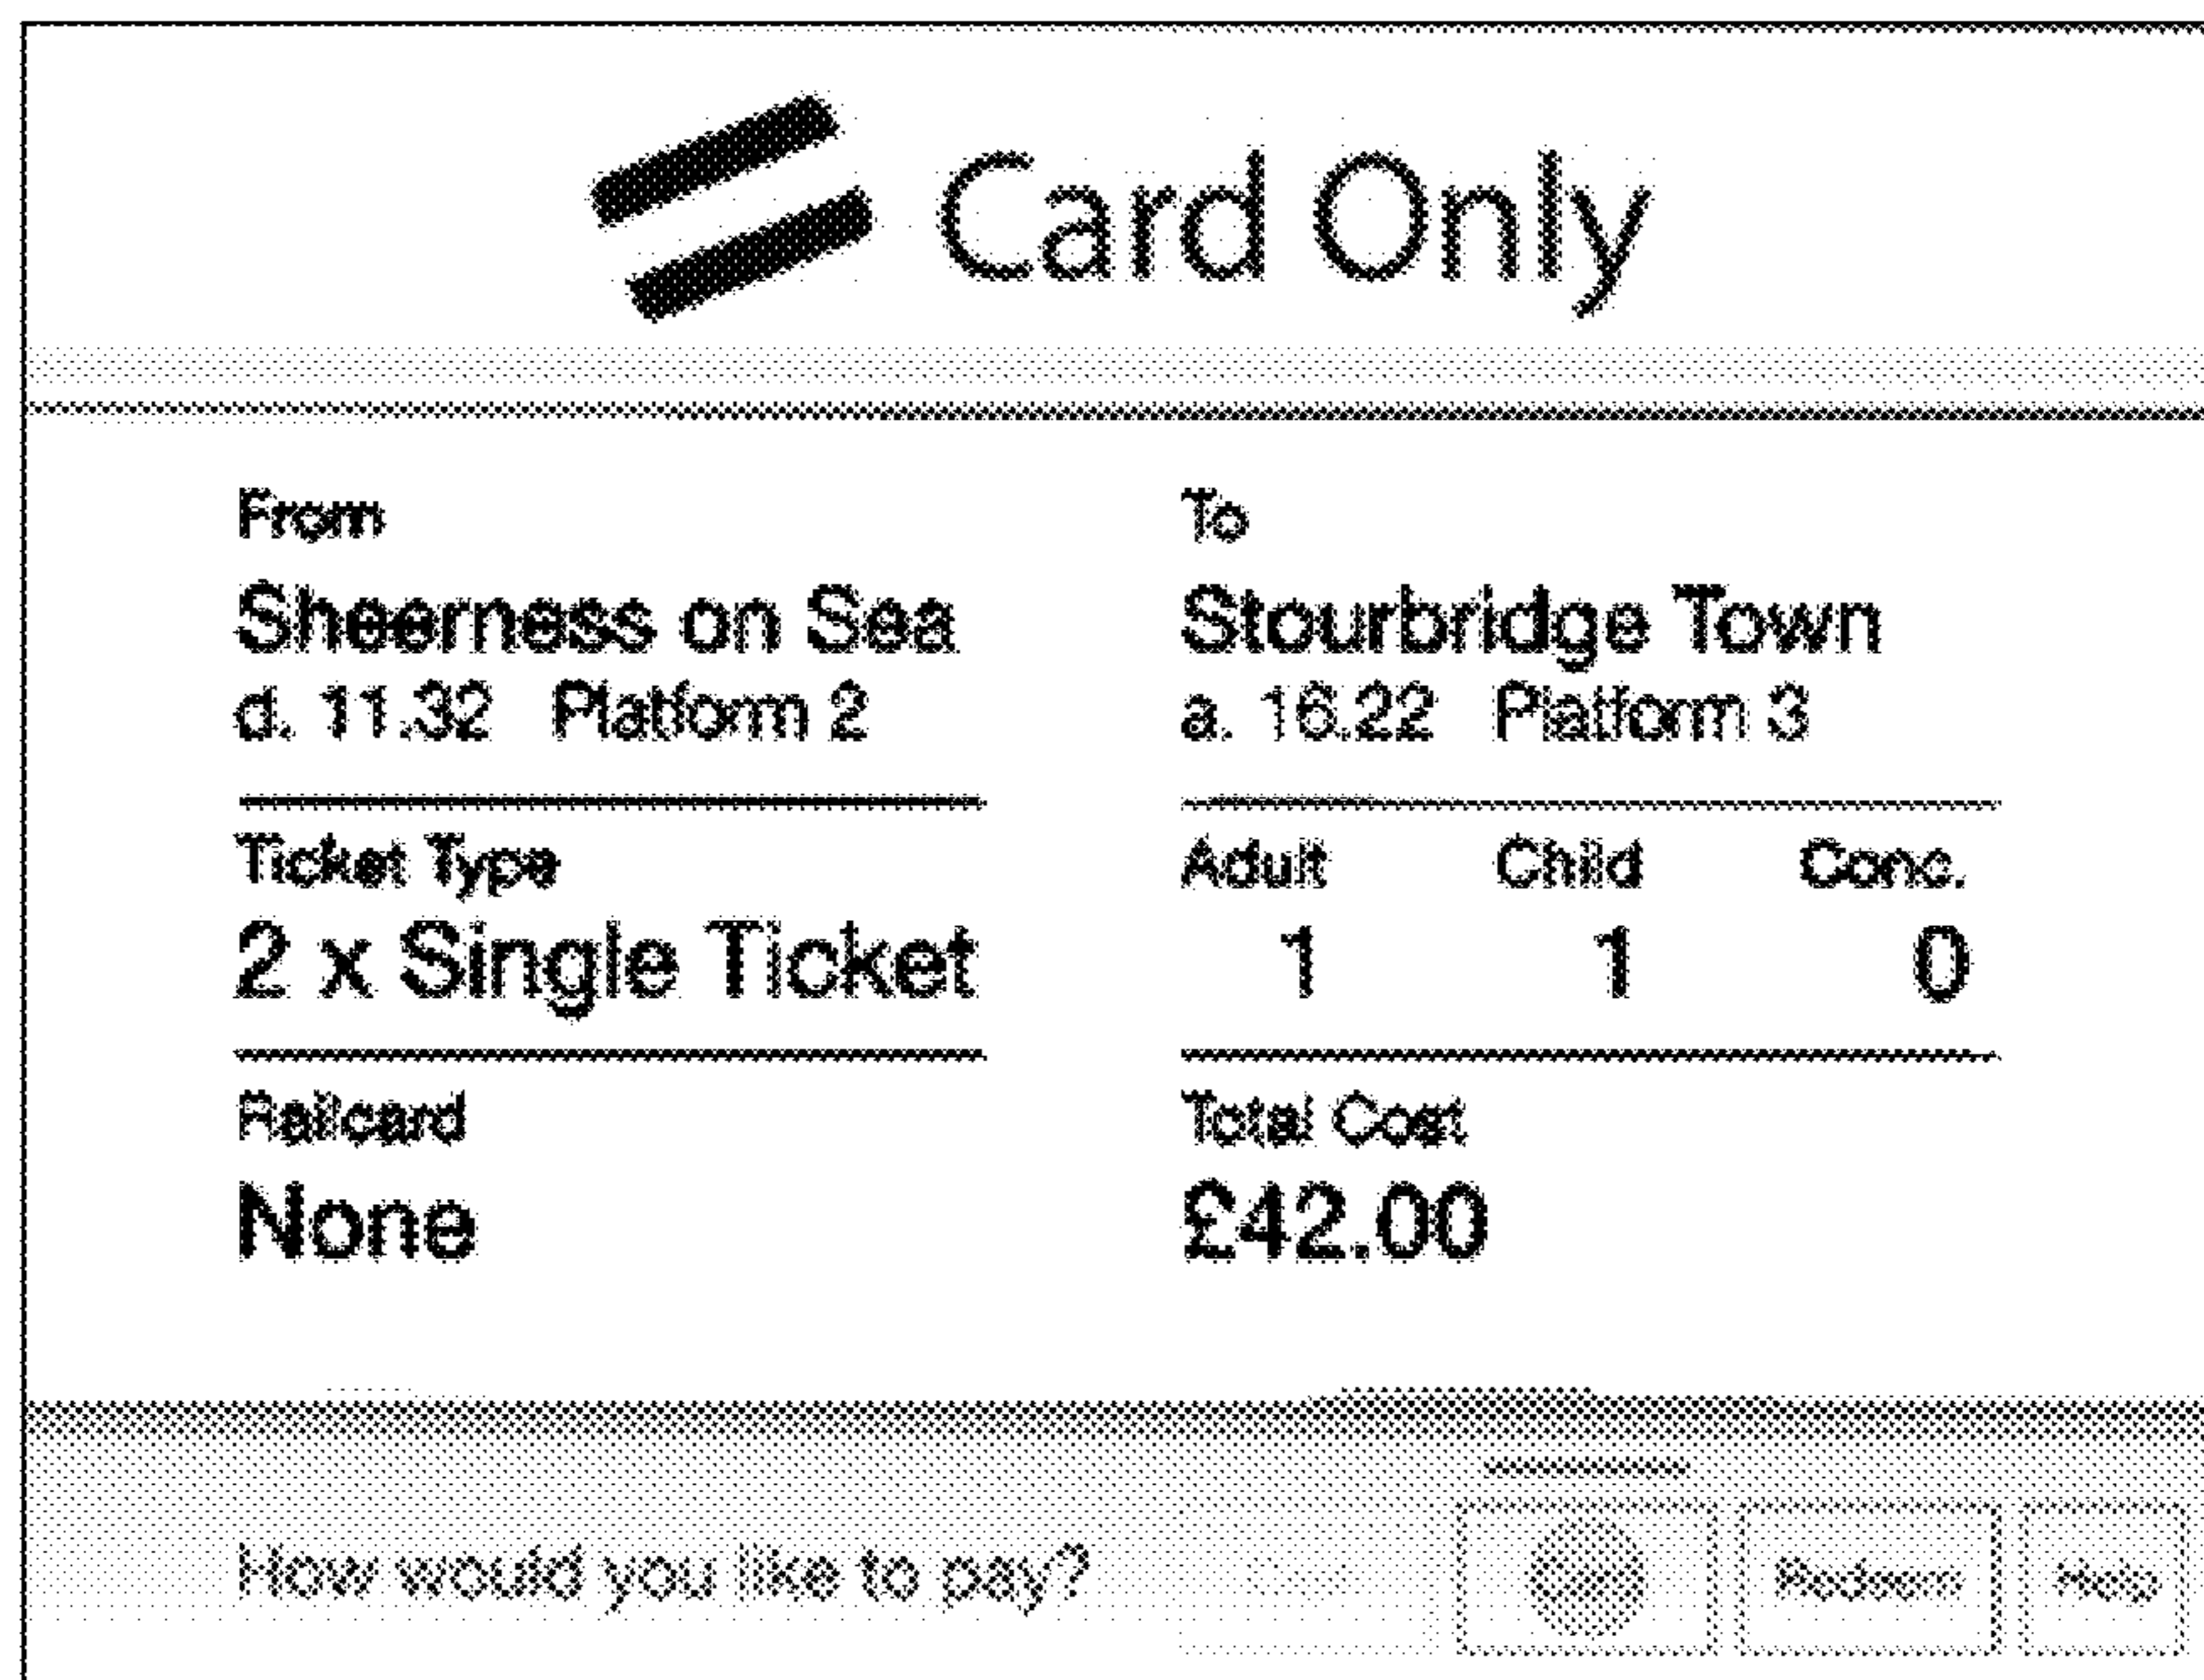 Card Only
From
Sheerness on Sea
d. 11.32 Platform 2
To
Stourbridge Town
a. 16.22 Platform 3
Ticket Type
2 x Single Ticket
Adult Child Conc.
1 1 0
Railcard
None
Total Cost
£42.00
How would you like to pay?
Redeem
Help